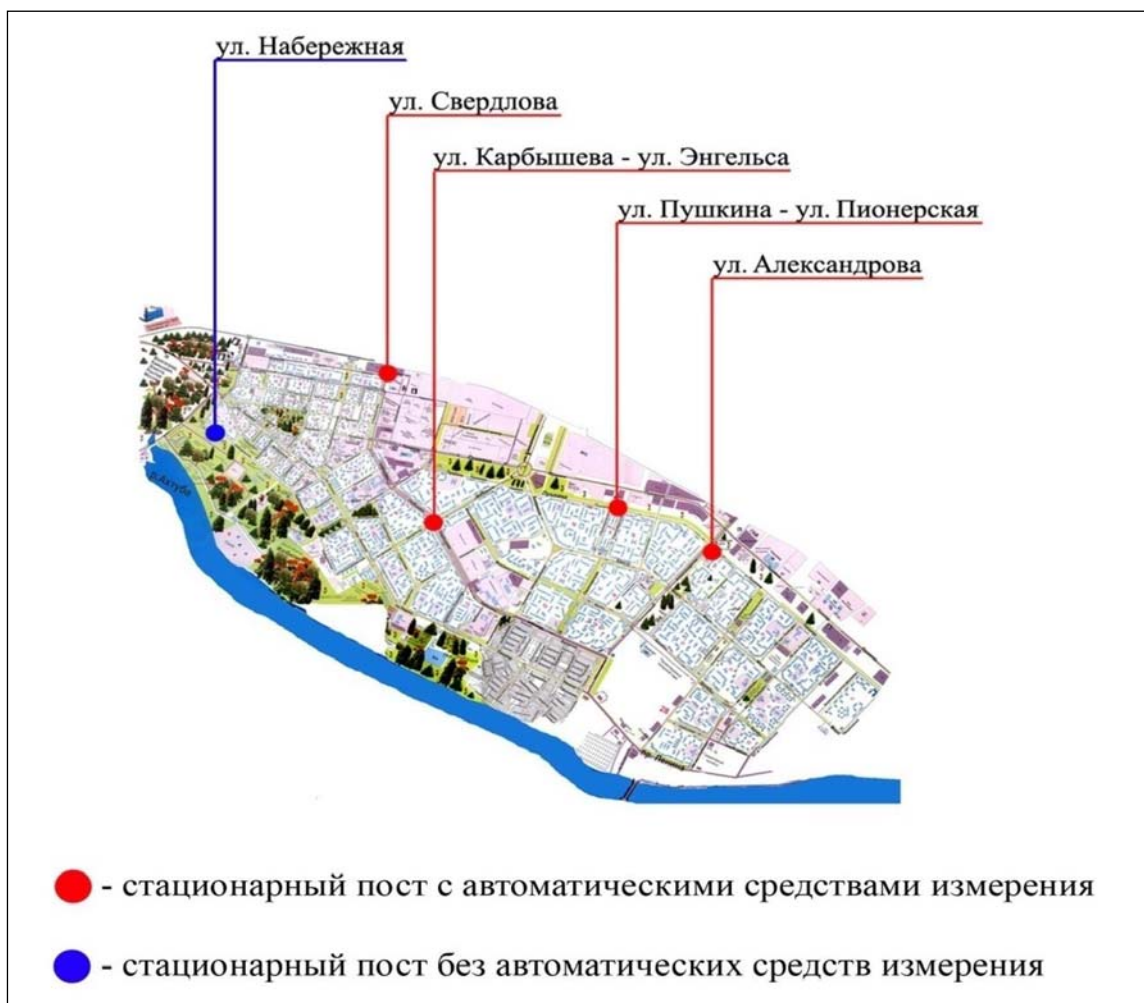 ул. Набережная
ул. Свердлова
ул. Карбышева - ул. Энгельса
ул. Пушкина - ул. Пионерская
ул. Александрова
р.Ахтуба
- стационарный пост с автоматическими средствами измерения
- стационарный пост без автоматических средств измерения